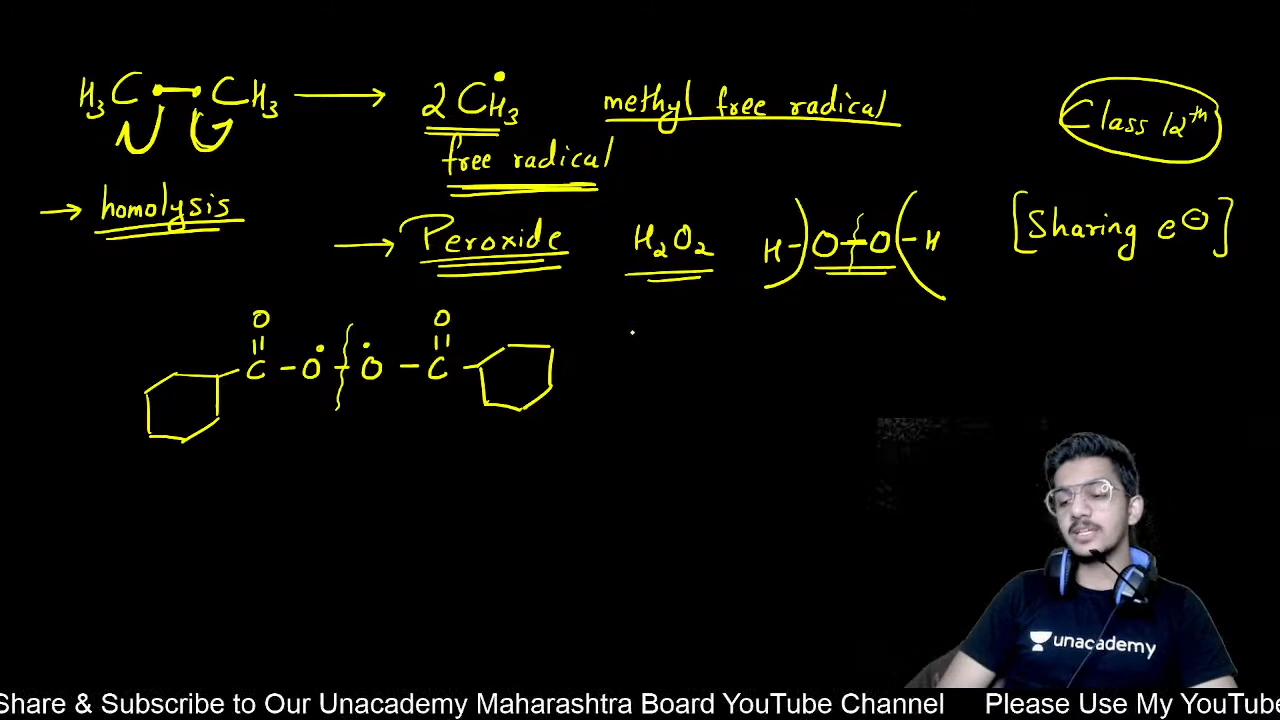 H3C — CH3 ⟶ 2CH3• methyl free radical
Class 12th
free radical
→ homolysis
→ Peroxide H2O2 H–O–O–H [Sharing e⊖]
O O
|| ||
C – O• – •O – C
unacademy
Share & Subscribe to Our Unacademy Maharashtra Board YouTube Channel Please Use My YouTube